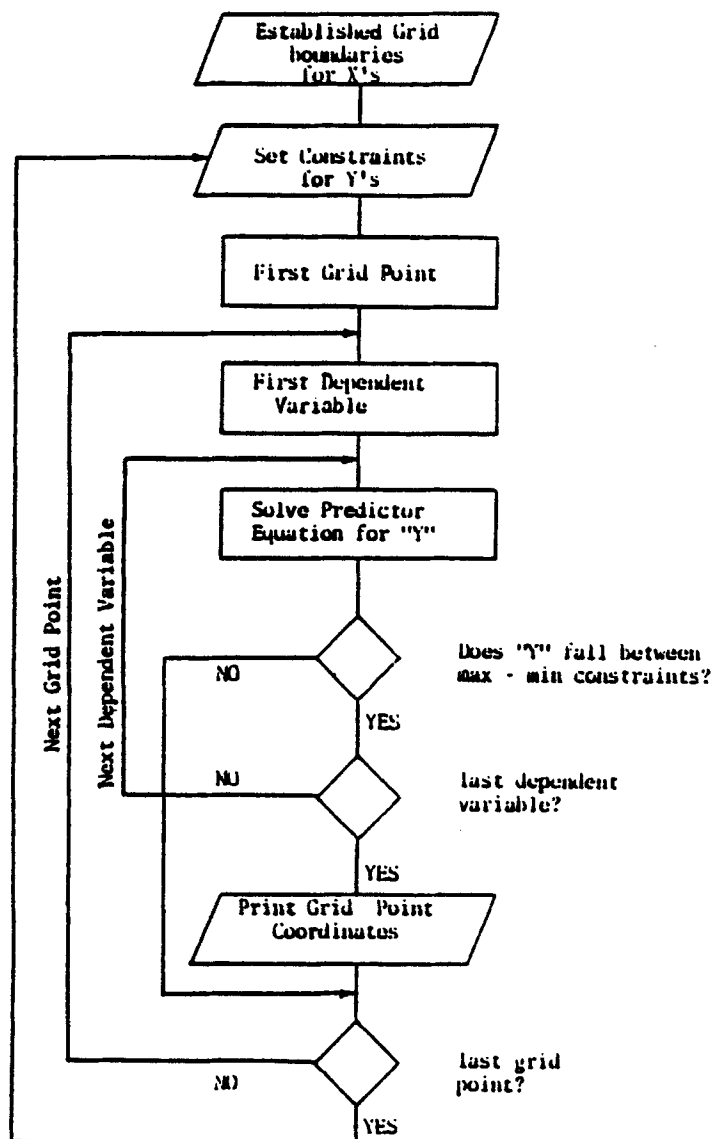 Established Grid
boundaries
for X's
Set Constraints
for Y's
First Grid Point
First Dependent
Variable
Solve Predictor
Equation for "Y"
Next Grid Point
Next Dependent Variable
Does "Y" fall between
max - min constraints?
NO
YES
last dependent
variable?
NO
YES
Print Grid Point
Coordinates
last grid
point?
NO
YES